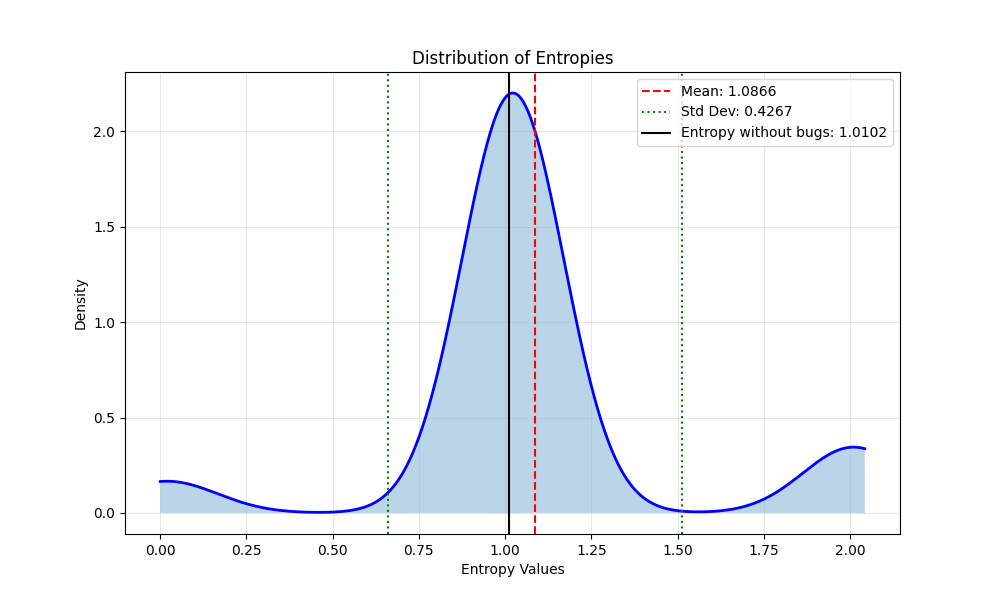 Distribution of Entropies
Mean: 1.0866
Std Dev: 0.4267
Entropy without bugs: 1.0102
Density
2.0
1.5
1.0
0.5
0.0
0.00 0.25 0.50 0.75 1.00 1.25 1.50 1.75 2.00
Entropy Values